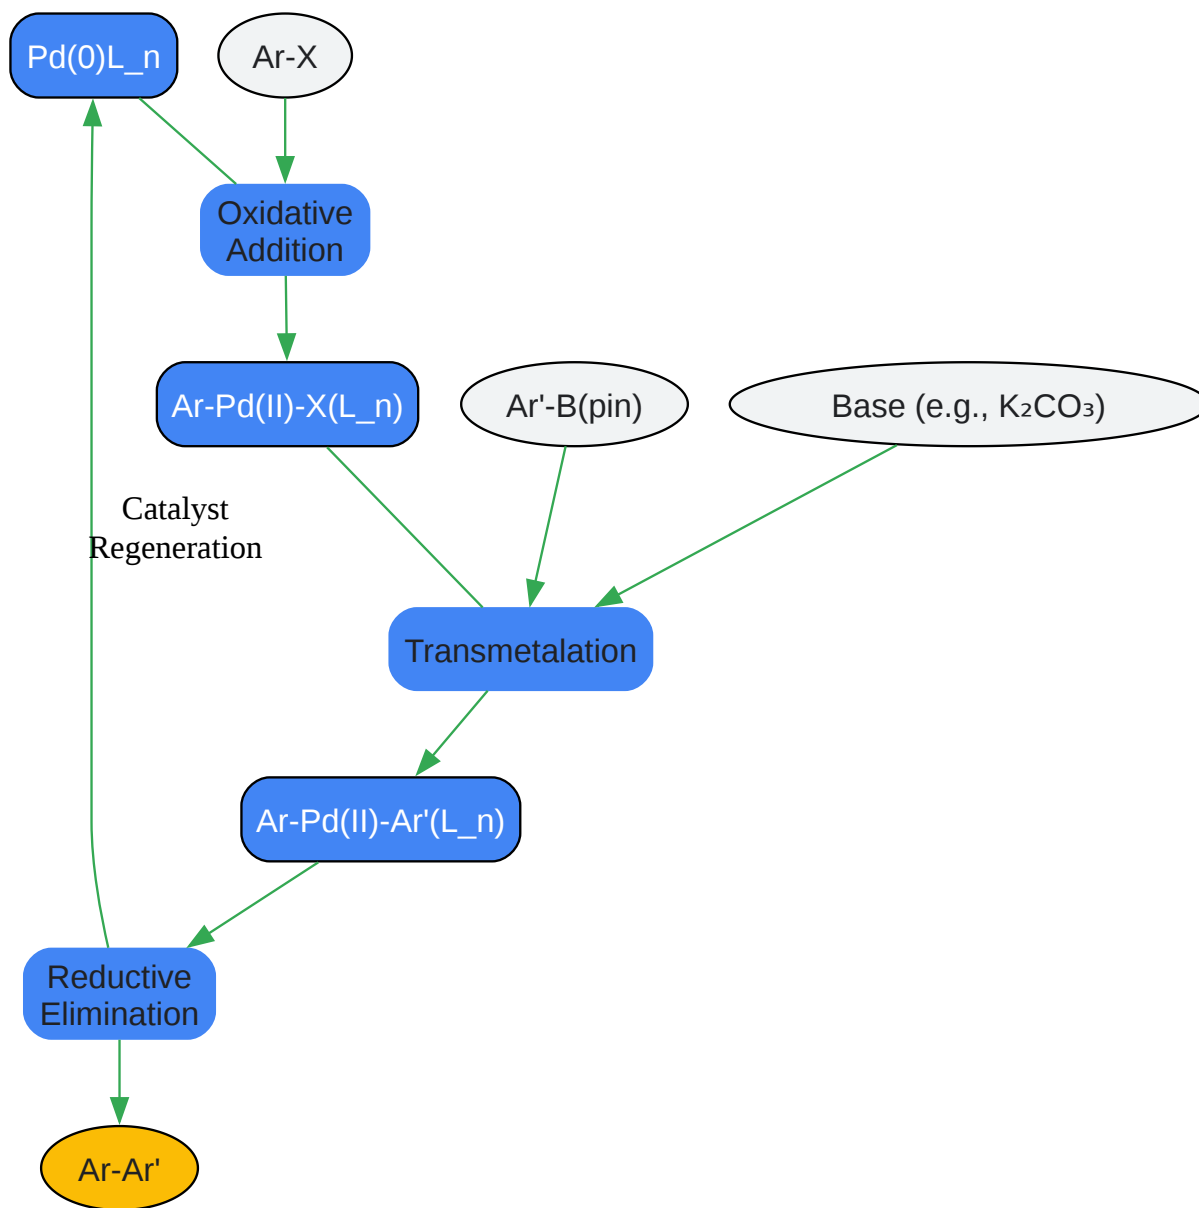 Pd(0)L_n
Ar-X
Oxidative
Addition
Ar-Pd(II)-X(L_n)
Ar'-B(pin)
Base (e.g., K₂CO₃)
Catalyst
Regeneration
Transmetalation
Ar-Pd(II)-Ar'(L_n)
Reductive
Elimination
Ar-Ar'